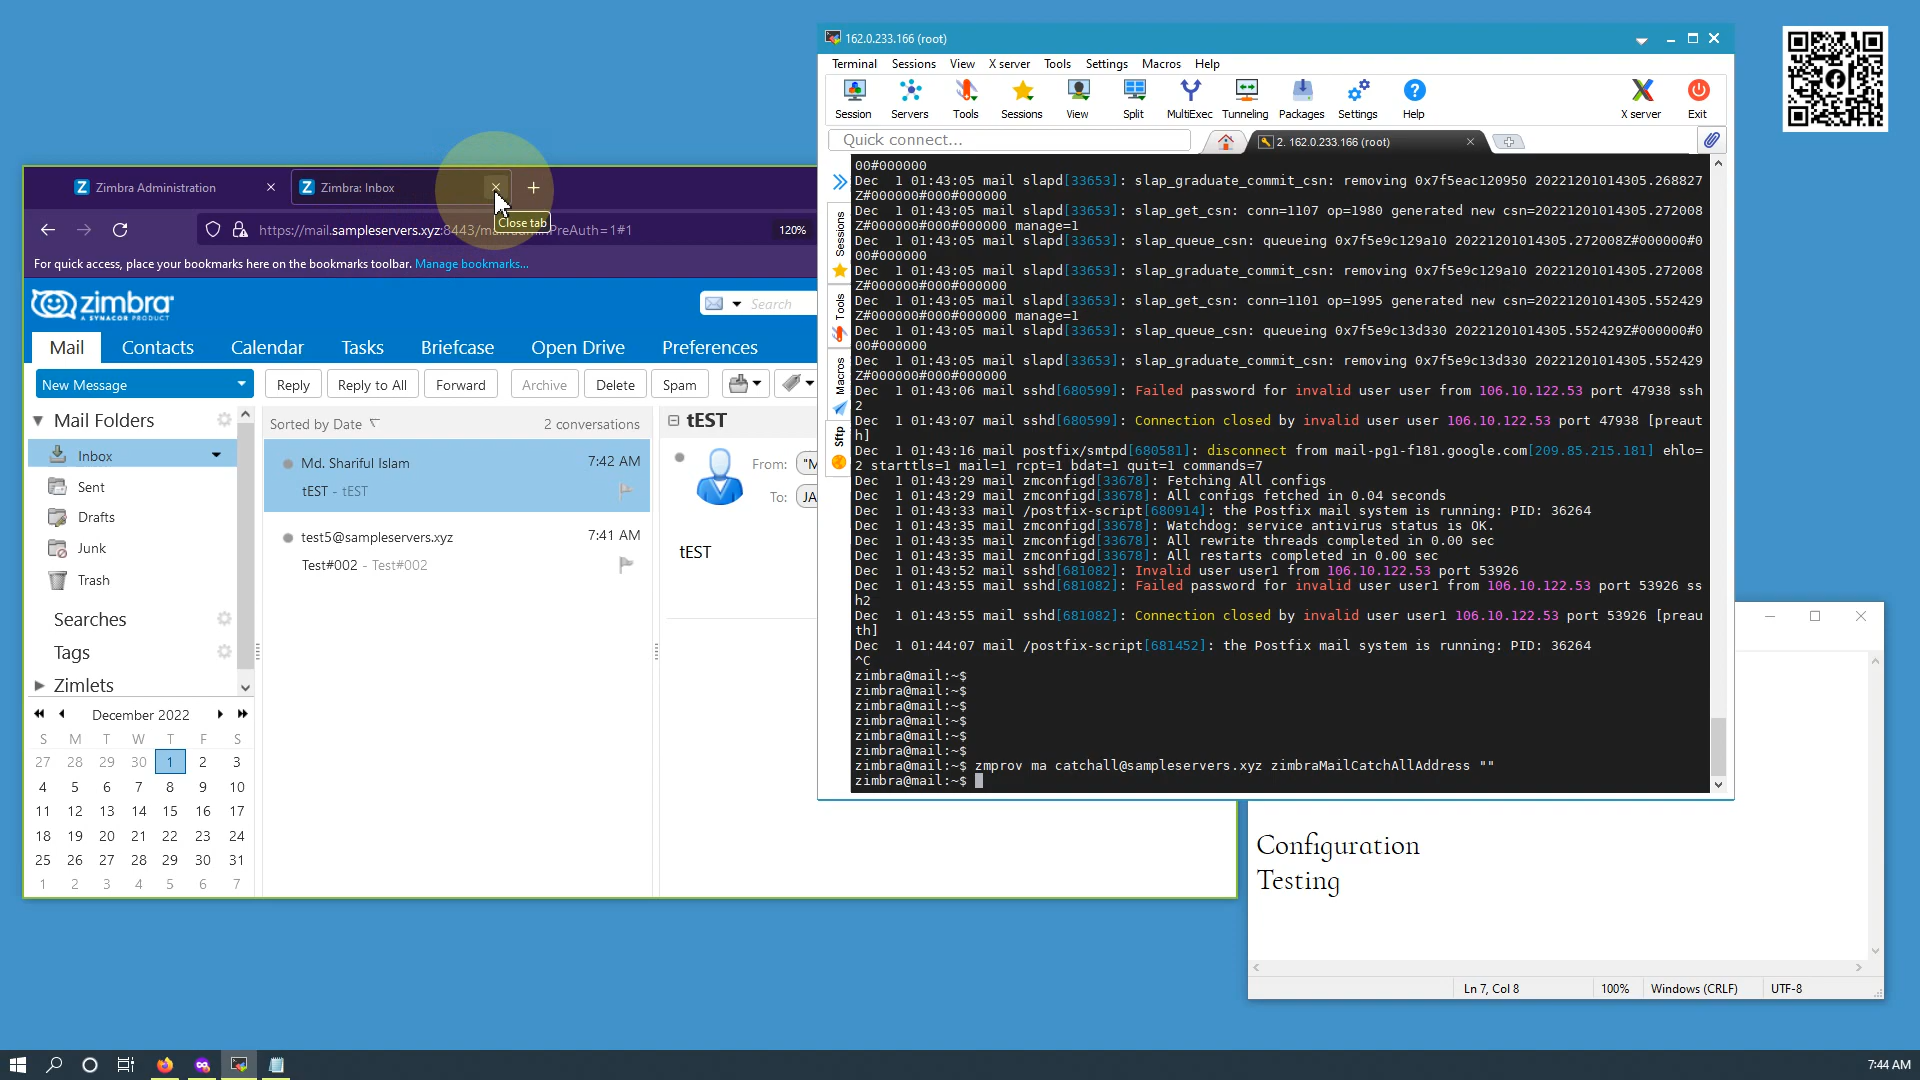 162.0.233.166 (root)
Terminal Sessions View X server Tools Settings Macros Help
Session Servers Tools Sessions View Split MultiExec Tunneling Packages Settings Help X server Exit
Quick connect...
2. 162.0.233.166 (root)
Sessions
Tools
Macros
Sftp
00#000000
Dec  1 01:43:05 mail slapd[33653]: slap_graduate_commit_csn: removing 0x7f5eac120950 20221201014305.268827
Z#000000#000#000000
Dec  1 01:43:05 mail slapd[33653]: slap_get_csn: conn=1107 op=1980 generated new csn=20221201014305.272008
Z#000000#000#000000 manage=1
Dec  1 01:43:05 mail slapd[33653]: slap_queue_csn: queueing 0x7f5e9c129a10 20221201014305.272008Z#000000#0
00#000000
Dec  1 01:43:05 mail slapd[33653]: slap_graduate_commit_csn: removing 0x7f5e9c129a10 20221201014305.272008
Z#000000#000#000000
Dec  1 01:43:05 mail slapd[33653]: slap_get_csn: conn=1101 op=1995 generated new csn=20221201014305.552429
Z#000000#000#000000 manage=1
Dec  1 01:43:05 mail slapd[33653]: slap_queue_csn: queueing 0x7f5e9c13d330 20221201014305.552429Z#000000#0
00#000000
Dec  1 01:43:05 mail slapd[33653]: slap_graduate_commit_csn: removing 0x7f5e9c13d330 20221201014305.552429
Z#000000#000#000000
Dec  1 01:43:06 mail sshd[680599]: Failed password for invalid user user from 106.10.122.53 port 47938 ssh
2
Dec  1 01:43:07 mail sshd[680599]: Connection closed by invalid user user 106.10.122.53 port 47938 [preaut
h]
Dec  1 01:43:16 mail postfix/smtpd[680581]: disconnect from mail-pg1-f181.google.com[209.85.215.181] ehlo=
2 starttls=1 mail=1 rcpt=1 bdat=1 quit=1 commands=7
Dec  1 01:43:29 mail zmconfigd[33678]: Fetching All configs
Dec  1 01:43:29 mail zmconfigd[33678]: All configs fetched in 0.04 seconds
Dec  1 01:43:33 mail /postfix-script[680914]: the Postfix mail system is running: PID: 36264
Dec  1 01:43:35 mail zmconfigd[33678]: Watchdog: service antivirus status is OK.
Dec  1 01:43:35 mail zmconfigd[33678]: All rewrite threads completed in 0.00 sec
Dec  1 01:43:35 mail zmconfigd[33678]: All restarts completed in 0.00 sec
Dec  1 01:43:52 mail sshd[681082]: Invalid user user1 from 106.10.122.53 port 53926
Dec  1 01:43:55 mail sshd[681082]: Failed password for invalid user user1 from 106.10.122.53 port 53926 ss
h2
Dec  1 01:43:55 mail sshd[681082]: Connection closed by invalid user user1 106.10.122.53 port 53926 [preau
th]
Dec  1 01:44:07 mail /postfix-script[681452]: the Postfix mail system is running: PID: 36264
^C
zimbra@mail:~$
zimbra@mail:~$
zimbra@mail:~$
zimbra@mail:~$
zimbra@mail:~$
zimbra@mail:~$
zimbra@mail:~$ zmprov ma catchall@sampleservers.xyz zimbraMailCatchAllAddress ""
zimbra@mail:~$
Zimbra Administration
Zimbra: Inbox
Close tab
https://mail.sampleservers.xyz:8443/ PreAuth=1#1 120%
For quick access, place your bookmarks here on the bookmarks toolbar. Manage bookmarks...
zimbra
A SYNACOR PRODUCT
Search
Mail Contacts Calendar Tasks Briefcase Open Drive Preferences
New Message Reply Reply to All Forward Archive Delete Spam
Mail Folders
Inbox
Sent
Drafts
Junk
Trash
Searches
Tags
Zimlets
December 2022
S M T W T F S
27 28 29 30 1 2 3
4 5 6 7 8 9 10
11 12 13 14 15 16 17
18 19 20 21 22 23 24
25 26 27 28 29 30 31
1 2 3 4 5 6 7
Sorted by Date 2 conversations
Md. Shariful Islam 7:42 AM
tEST - tEST
test5@sampleservers.xyz 7:41 AM
Test#002 - Test#002
tEST
From: "M
To: JA
tEST
Configuration
Testing
Ln 7, Col 8 100% Windows (CRLF) UTF-8
7:44 AM